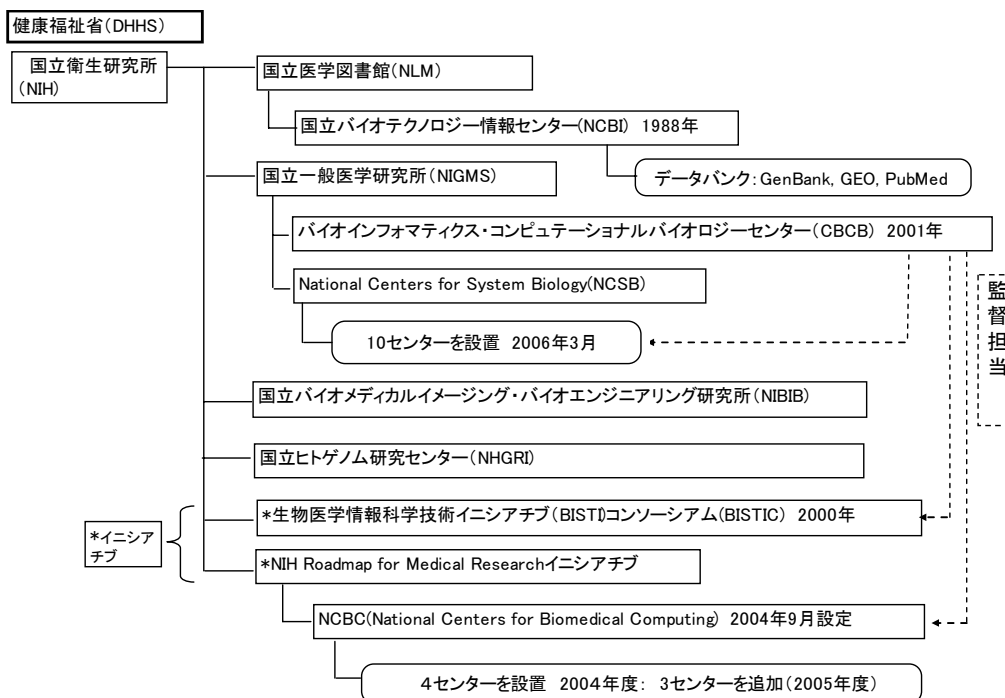 健康福祉省(DHHS)
国立衛生研究所
(NIH)
国立医学図書館(NLM)
国立バイオテクノロジー情報センター(NCBI) 1988年
データバンク: GenBank, GEO, PubMed
国立一般医学研究所(NIGMS)
バイオインフォマティクス・コンピュテーショナルバイオロジーセンター(CBCB) 2001年
National Centers for System Biology(NCSB)
10センターを設置 2006年3月
監
督
担
当
国立バイオメディカルイメージング・バイオエンジニアリング研究所(NIBIB)
国立ヒトゲノム研究センター(NHGRI)
*イニシア
チブ
*生物医学情報科学技術イニシアチブ(BISTI)コンソーシアム(BISTIC) 2000年
*NIH Roadmap for Medical Researchイニシアチブ
NCBC(National Centers for Biomedical Computing) 2004年9月設定
4センターを設置 2004年度: 3センターを追加(2005年度)